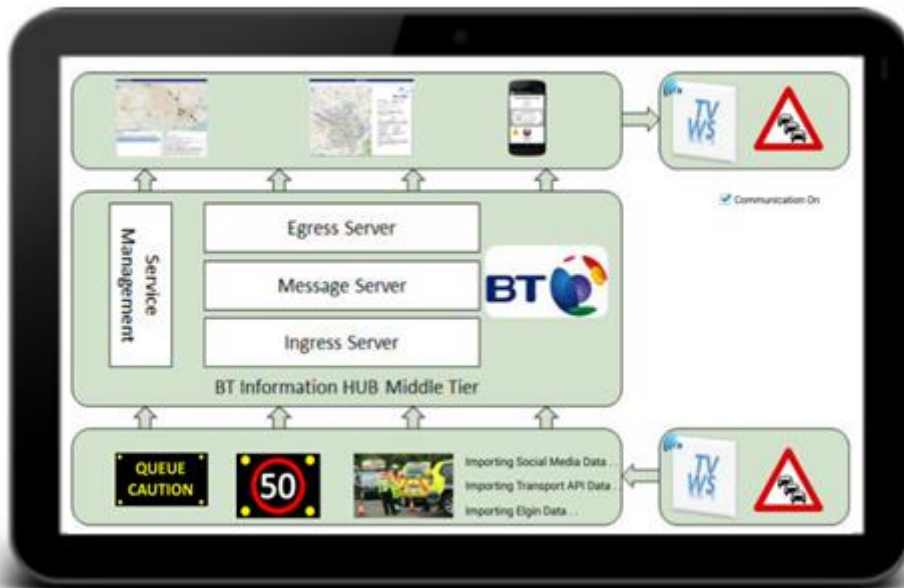 TV
WS
Communication On
Service
Management
Egress Server
Message Server
Ingress Server
BT
BT Information HUB Middle Tier
QUEUE
CAUTION
50
Importing Social Media Data . .
Importing Transport API Data . .
Importing Elgin Data . .
TV
WS